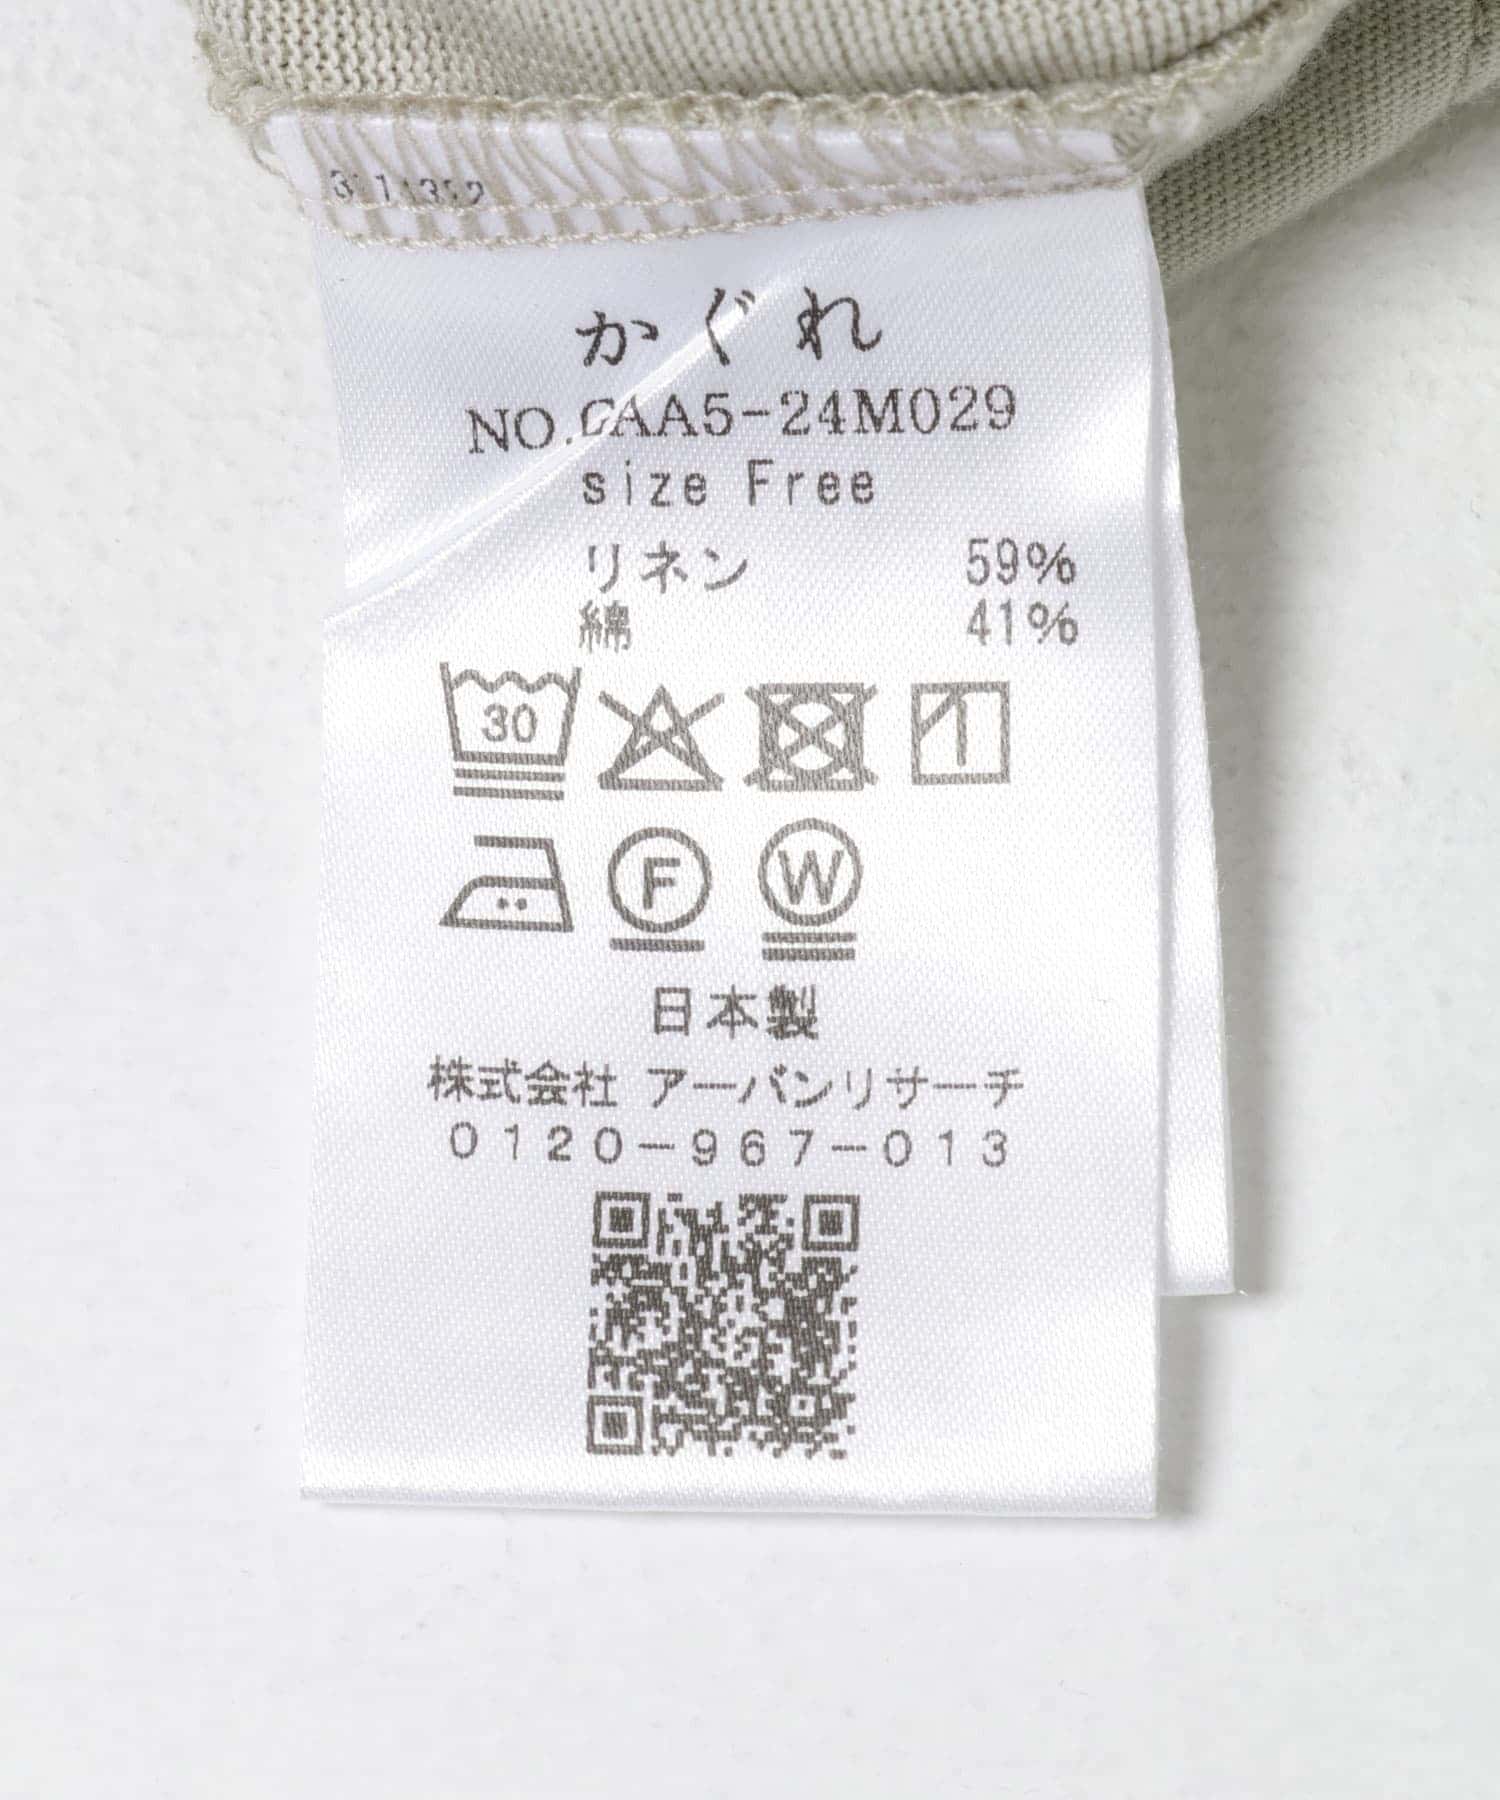 かぐれ
NO.GAA5-24M029
size Free
リネン 59%
綿 41%
30
F
W
日本製
株式会社 アーバンリサーチ
0120-967-013